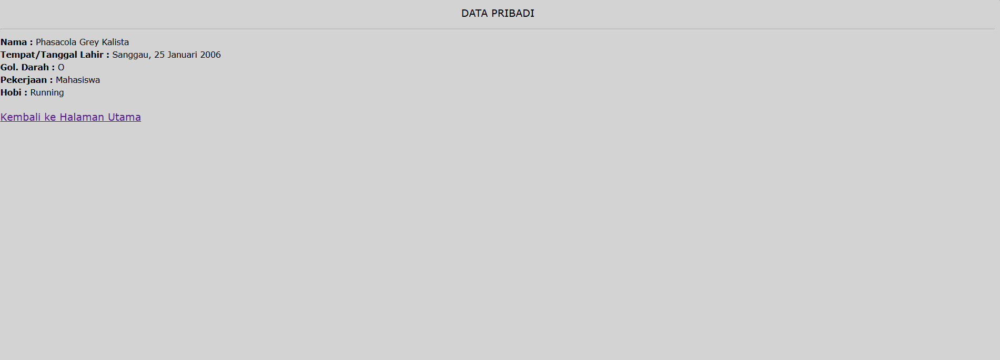 DATA PRIBADI
Nama : Phasacola Grey Kalista
Tempat/Tanggal Lahir : Sanggau, 25 Januari 2006
Gol. Darah : O
Pekerjaan : Mahasiswa
Hobi : Running
Kembali ke Halaman Utama